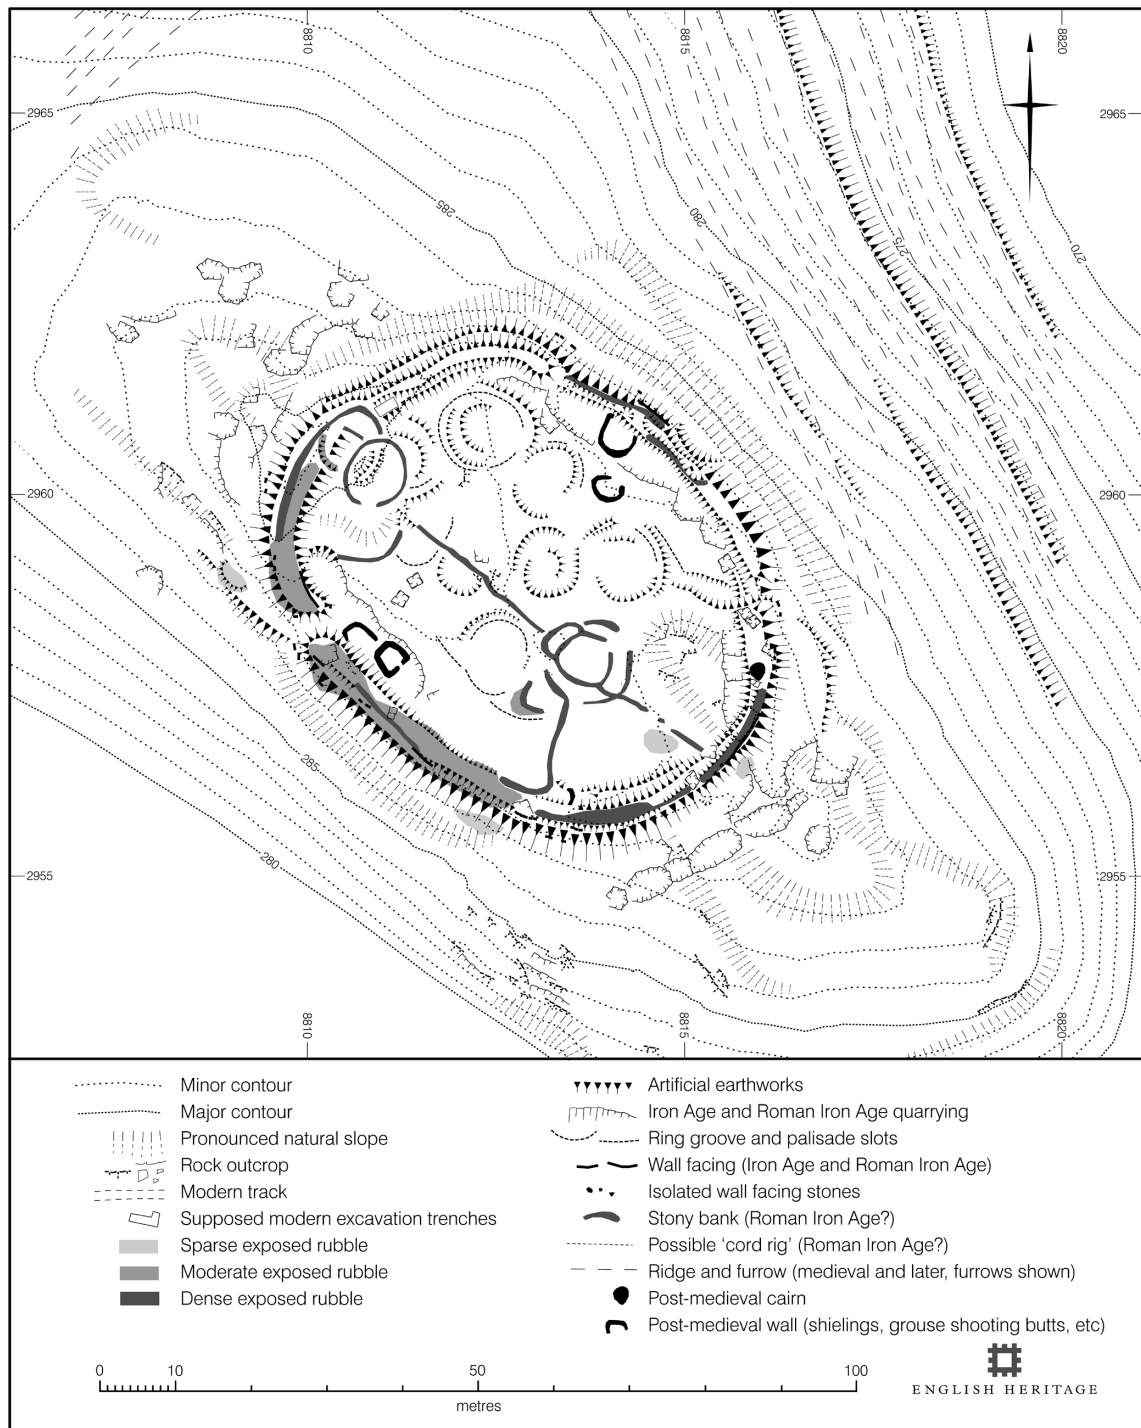 8810
8815
8820
2965
2965
285
280
275
270
2960
2960
285
280
2955
2955
8810
8815
8820
Minor contour
Major contour
Pronounced natural slope
Rock outcrop
Modern track
Supposed modern excavation trenches
Sparse exposed rubble
Moderate exposed rubble
Dense exposed rubble
Artificial earthworks
Iron Age and Roman Iron Age quarrying
Ring groove and palisade slots
Wall facing (Iron Age and Roman Iron Age)
Isolated wall facing stones
Stony bank (Roman Iron Age?)
Possible ‘cord rig’ (Roman Iron Age?)
Ridge and furrow (medieval and later, furrows shown)
Post-medieval cairn
Post-medieval wall (shielings, grouse shooting butts, etc)
0 10 50 100
metres
ENGLISH HERITAGE